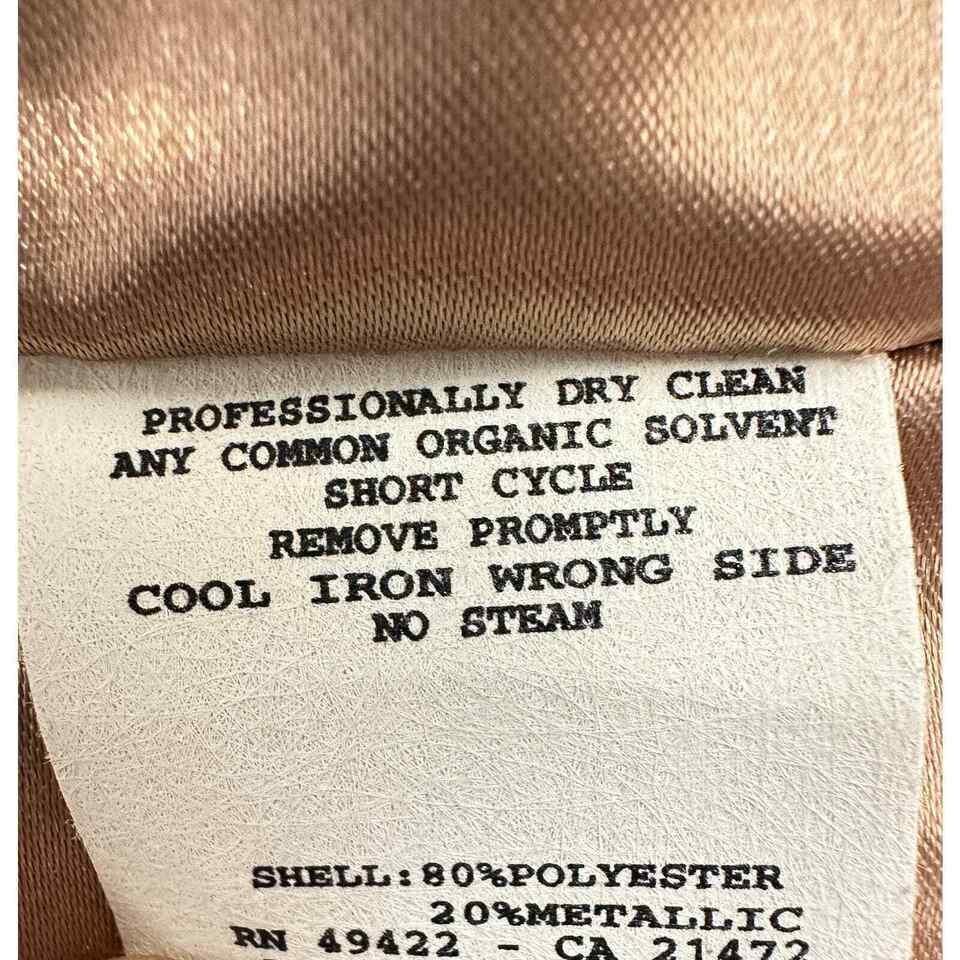 PROFESSIONALLY DRY CLEAN
ANY COMMON ORGANIC SOLVENT
SHORT CYCLE
REMOVE PROMPTLY
COOL IRON WRONG SIDE
NO STEAM
SHELL:80%POLYESTER
20%METALLIC
RN 49422 - CA 21472